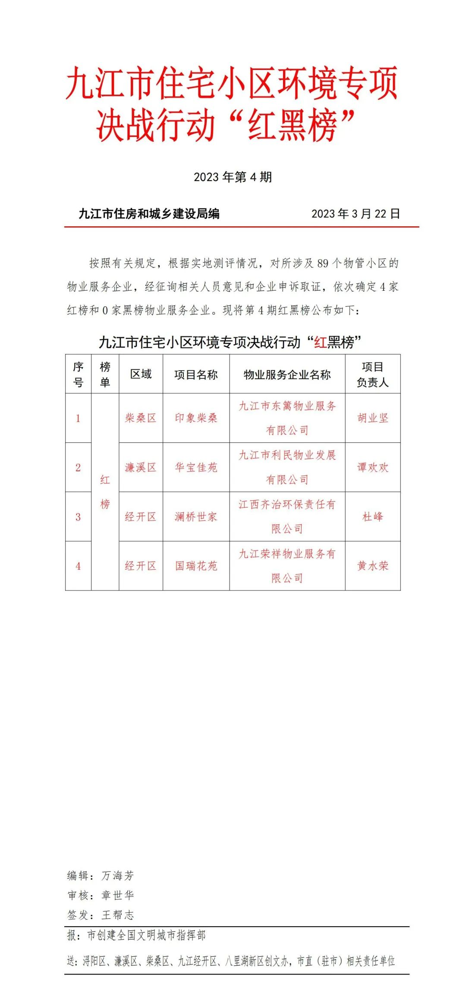 九江市住宅小区环境专项
决战行动“红黑榜”
2023 年第 4 期
九江市住房和城乡建设局编 2023 年 3 月 22 日
按照有关规定，根据实地测评情况，对所涉及 89 个物管小区的
物业服务企业，经征询相关人员意见和企业申诉取证，依次确定 4 家
红榜和 0 家黑榜物业服务企业。现将第 4 期红黑榜公布如下：
九江市住宅小区环境专项决战行动“红黑榜”
序号 榜单 区域 项目名称 物业服务企业名称 项目负责人
1 红榜 柴桑区 印象柴桑 九江市东篱物业服务有限公司 胡业坚
2 濂溪区 华宝佳苑 九江市利民物业发展有限公司 谭欢欢
3 经开区 澜桥世家 江西齐治环保责任有限公司 杜峰
4 经开区 国瑞花苑 九江荣祥物业服务有限公司 黄水荣
编辑：万海芳
审核：章世华
签发：王帮志
报：市创建全国文明城市指挥部
送：浔阳区、濂溪区、柴桑区、九江经开区、八里湖新区创文办，市直（驻市）相关责任单位